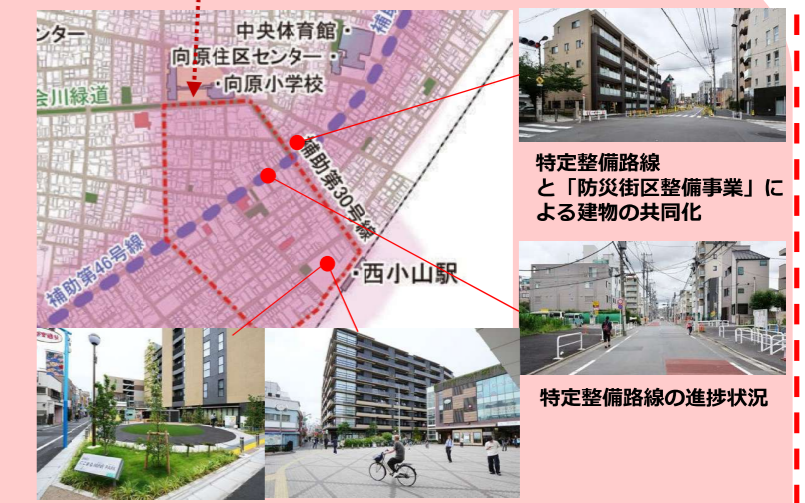 ンター
中央体育館・
向原住区センター・
・向原小学校
会川緑道
補助第30号線
補助第46号線
・西小山駅
特定整備路線
と「防災街区整備事業」に
よる建物の共同化
特定整備路線の進捗状況